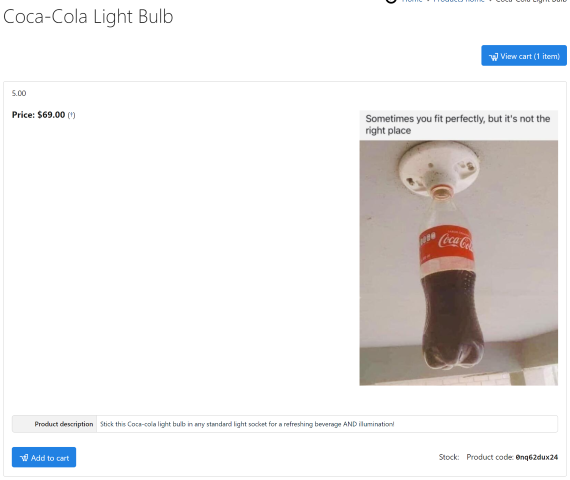 Home • Products home • Coca-Cola Light Bulb
Coca-Cola Light Bulb
View cart (1 item)
5.00
Price: $69.00 (¹)
Sometimes you fit perfectly, but it's not the
right place
Coca-Co
Product description Stick this Coca-cola light bulb in any standard light socket for a refreshing beverage AND illumination!
Add to cart
Stock: Product code: 0nq62dux24